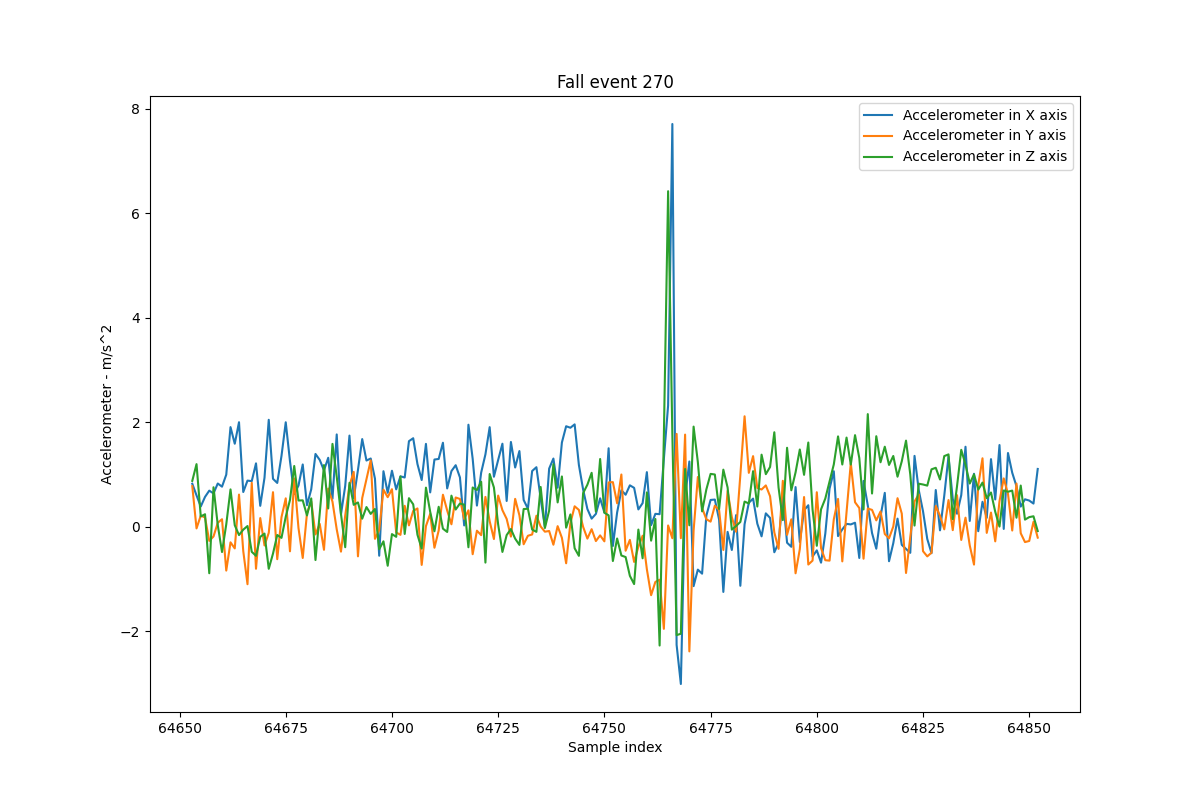 Fall event 270
Accelerometer in X axis
Accelerometer in Y axis
Accelerometer in Z axis
8
6
4
2
0
−2
Accelerometer - m/s^2
64650 64675 64700 64725 64750 64775 64800 64825 64850
Sample index